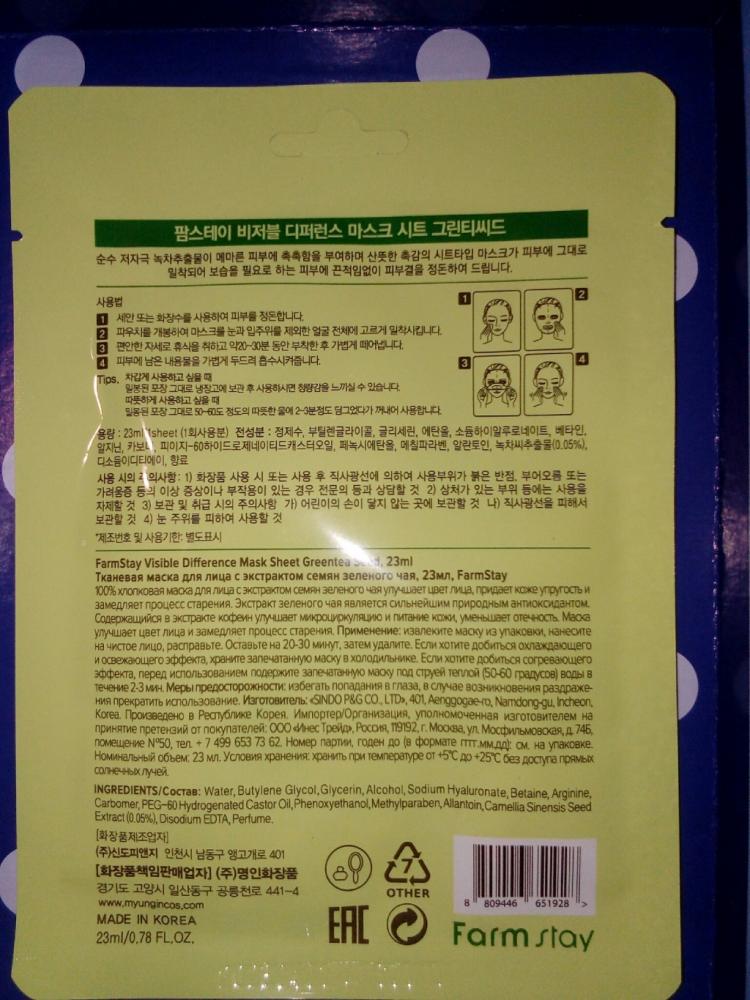 팜스테이 비저블 디퍼런스 마스크 시트 그린티씨드
순수 저자극 녹차추출물이 메마른 피부에 촉촉함을 부여하며 산뜻한 촉감의 시트타입 마스크가 피부에 그대로
밀착되어 보습을 필요로 하는 피부에 끈적임없이 피부결을 정돈하여 드립니다.
사용법
1 세안 또는 화장수를 사용하여 피부를 정돈합니다.
2 파우치를 개봉하여 마스크를 눈과 입주위를 제외한 얼굴 전체에 고르게 밀착시킵니다.
3 편안한 자세로 휴식을 취하고 약20~30분 동안 부착한 후 가볍게 떼어냅니다.
4 피부에 남은 내용물을 가볍게 두드려 흡수시켜줍니다.
1 2
3 4
Tips. 차갑게 사용하고 싶을 때
밀봉된 포장 그대로 냉장고에 보관 후 사용하시면 청량감을 느끼실 수 있습니다.
따뜻하게 사용하고 싶을 때
밀봉된 포장 그대로 50~60도 정도의 따뜻한 물에 2~3분정도 담그었다가 꺼내어 사용합니다.
용량 : 23ml 1sheet (1회사용분) 전성분 : 정제수, 부틸렌글라이콜, 글리세린, 에탄올, 소듐하이알루로네이트, 베타인,
알지닌, 카보머, 피이지-60하이드로제네이티드캐스터오일, 페녹시에탄올, 메칠파라벤, 알란토인, 녹차씨추출물(0.05%),
디소듐이디티에이, 향료
사용 시의 주의사항: 1) 화장품 사용 시 또는 사용 후 직사광선에 의하여 사용부위가 붉은 반점, 부어오름 또는
가려움증 등의 이상 증상이나 부작용이 있는 경우 전문의 등과 상담할 것 2) 상처가 있는 부위 등에는 사용을
자제할 것 3) 보관 및 취급 시의 주의사항 가) 어린이의 손이 닿지 않는 곳에 보관할 것 나) 직사광선을 피해서
보관할 것 4) 눈 주위를 피하여 사용할 것
*제조번호 및 사용기한: 별도표시
FarmStay Visible Difference Mask Sheet Greentea Seed, 23ml
Тканевая маска для лица с экстрактом семян зеленого чая, 23мл, FarmStay
100% хлопковая маска для лица с экстрактом семян зеленого чая улучшает цвет лица, придает коже упругость и
замедляет процесс старения. Экстракт зеленого чая является сильнейшим природным антиоксидантом.
Содержащийся в экстракте кофеин улучшает микроциркуляцию и питание кожи, уменьшает отечность. Маска
улучшает цвет лица и замедляет процесс старения. Применение: извлеките маску из упаковки, нанесите
на чистое лицо, расправьте. Оставьте на 20-30 минут, затем удалите. Если хотите добиться охлаждающего
и освежающего эффекта, храните запечатанную маску в холодильнике. Если хотите добиться согревающего
эффекта, перед использованием подержите запечатанную маску под струей теплой (50-60 градусов) воды в
течение 2-3 мин. Меры предосторожности: избегать попадания в глаза, в случае возникновения раздраже-
ния прекратить использование. Изготовитель: «SINDO P&G CO., LTD», 401, Aenggogae-ro, Namdong-gu, Incheon,
Korea. Произведено в Республике Корея. Импортер/Организация, уполномоченная изготовителем на
принятие претензий от покупателей: ООО «Инес Трейд», Россия, 119192, г. Москва, ул. Мосфильмовская, д. 74Б,
помещение №50, тел. + 7 499 653 73 62. Номер партии, годен до (в формате гггг.мм.дд): см. на упаковке.
Номинальный объем: 23 мл. Условия хранения: хранить при температуре от +5°C до +25°C без доступа прямых
солнечных лучей.
INGREDIENTS/Состав: Water, Butylene Glycol, Glycerin, Alcohol, Sodium Hyaluronate, Betaine, Arginine,
Carbomer, PEG-60 Hydrogenated Castor Oil, Phenoxyethanol, Methylparaben, Allantoin, Camellia Sinensis Seed
Extract (0.05%), Disodium EDTA, Perfume.
[화장품제조업자]
(주)신도피앤지 인천시 남동구 앵고개로 401
[화장품책임판매업자] (주)명인화장품
경기도 고양시 일산동구 공릉천로 441-4
www.myungincos.com
MADE IN KOREA
23ml/0.78 FL.OZ.
7
OTHER
EAC
8 809446 651928 >
Farm stay